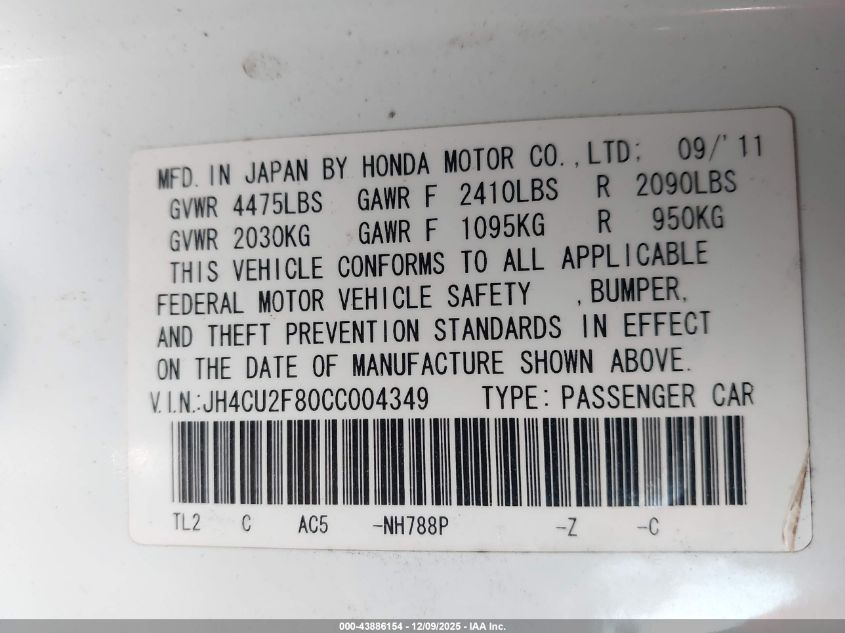 MFD. IN JAPAN BY HONDA MOTOR CO.,LTD; 09/'11
GVWR 4475LBS GAWR F 2410LBS R 2090LBS
GVWR 2030KG GAWR F 1095KG R 950KG
THIS VEHICLE CONFORMS TO ALL APPLICABLE
FEDERAL MOTOR VEHICLE SAFETY , BUMPER,
AND THEFT PREVENTION STANDARDS IN EFFECT
ON THE DATE OF MANUFACTURE SHOWN ABOVE.
V.I.N.:JH4CU2F80CC004349 TYPE: PASSENGER CAR
TL2 C AC5 -NH788P -Z -C
000-43886154 - 12/09/2025 - IAA Inc.